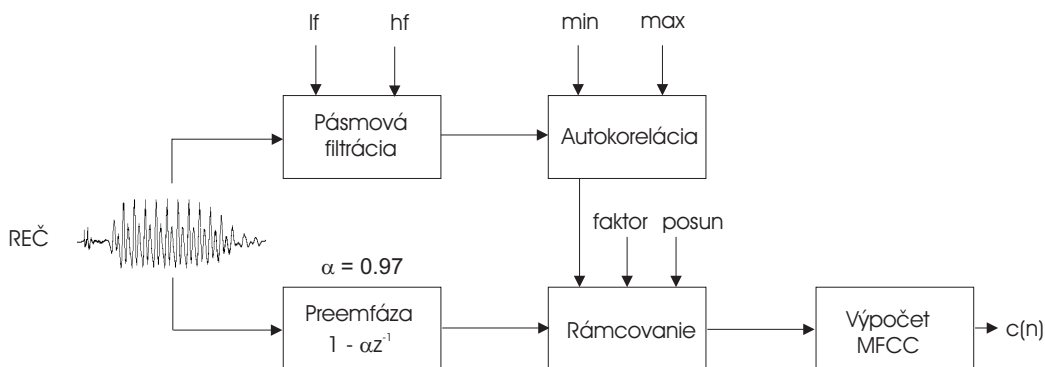 lf
hf
min
max
Pásmová
filtrácia
Autokorelácia
REČ
faktor
posun
α = 0.97
Preemfáza
1 - αz⁻¹
Rámcovanie
Výpočet
MFCC
c(n)